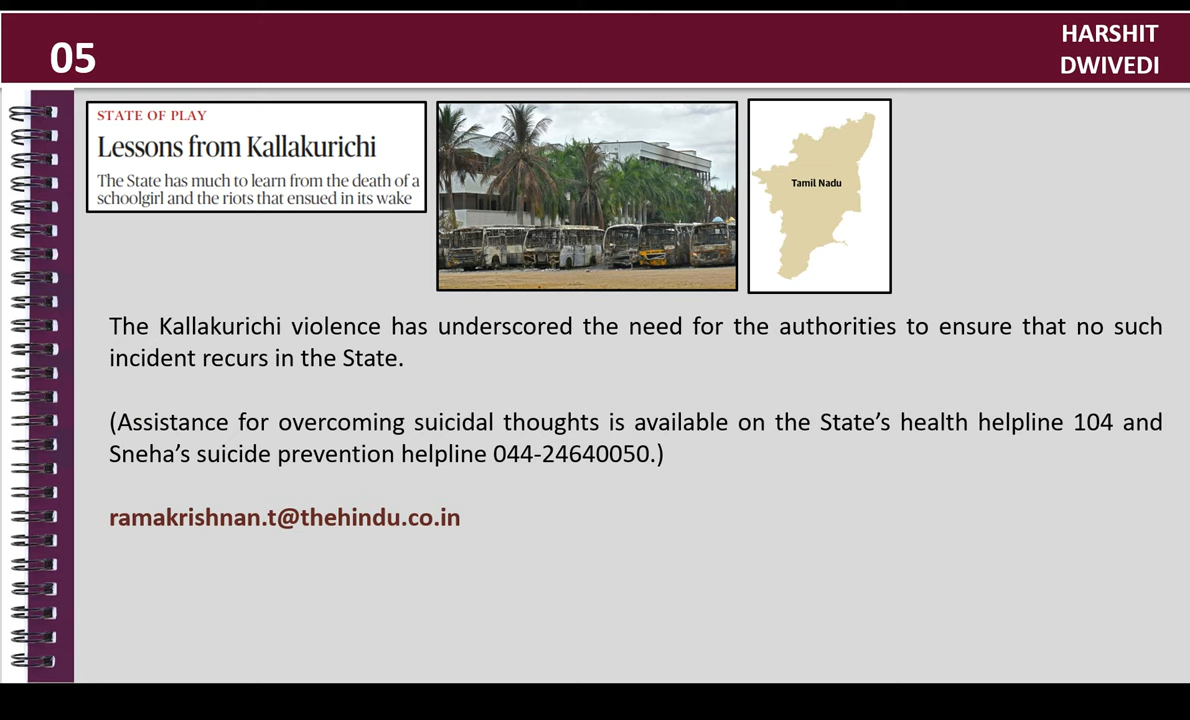 05
HARSHIT
DWIVEDI
STATE OF PLAY
Lessons from Kallakurichi
The State has much to learn from the death of a
schoolgirl and the riots that ensued in its wake
Tamil Nadu
The Kallakurichi violence has underscored the need for the authorities to ensure that no such
incident recurs in the State.
(Assistance for overcoming suicidal thoughts is available on the State’s health helpline 104 and
Sneha’s suicide prevention helpline 044-24640050.)
ramakrishnan.t@thehindu.co.in